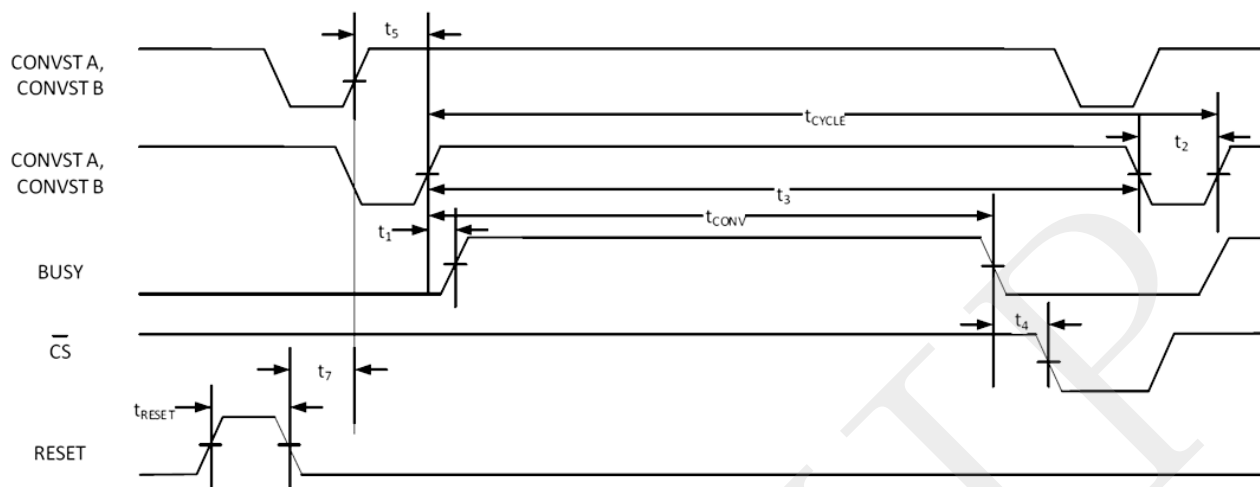 t5
CONVST A,
CONVST B
tCYCLE
t2
CONVST A,
CONVST B
t3
tCONV
t1
BUSY
t4
CS
t7
tRESET
RESET